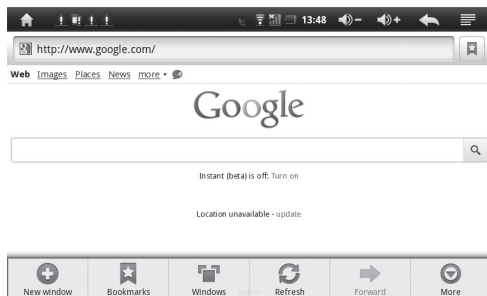 13:48
http://www.google.com/
Web Images Places News more
Google
Instant (beta) is off: Turn on
Location unavailable - update
New window Bookmarks Windows Refresh Forward More